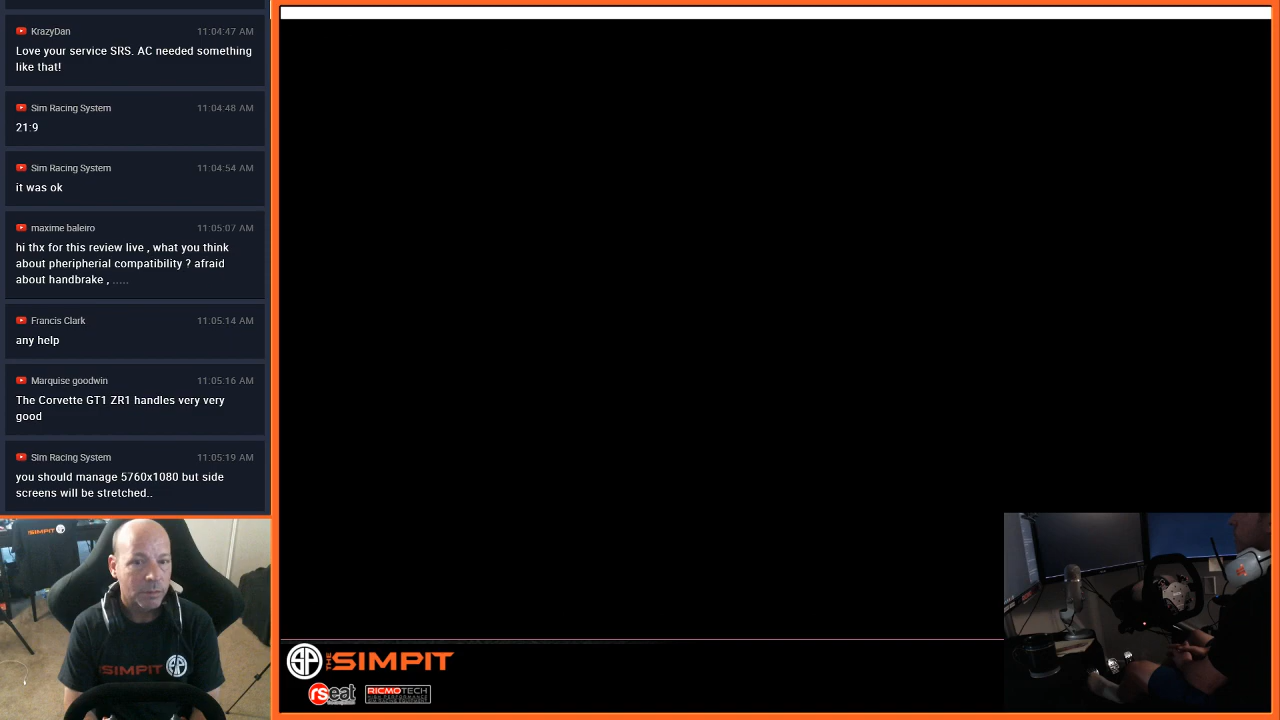 KrazyDan 11:04:47 AM
Love your service SRS. AC needed something
like that!
Sim Racing System 11:04:48 AM
21:9
Sim Racing System 11:04:54 AM
it was ok
maxime baleiro 11:05:07 AM
hi thx for this review live , what you think
about pheripherial compatibility ? afraid
about handbrake , .....
Francis Clark 11.05.14 AM
any help
Marquise goodwin 11:05:16 AM
The Corvette GT1 ZR1 handles very very
good
Sim Racing System 11:05:19 AM
you should manage 5760x1080 but side
screens will be stretched..
SIMPIT
SIMPIT SP
SP THE SIMPIT
rseat RICMOTECH